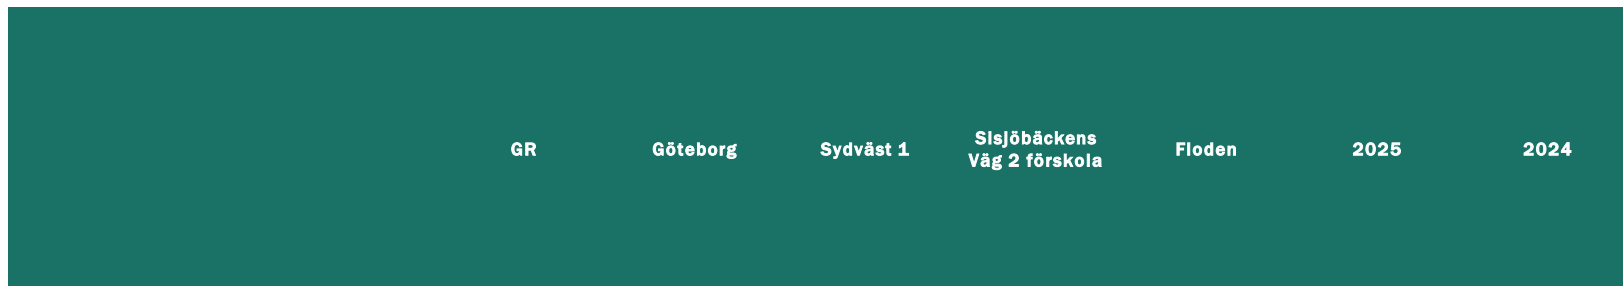 GR
Göteborg
Sydväst 1
Sisjöbäckens
Väg 2 förskola
Floden
2025
2024